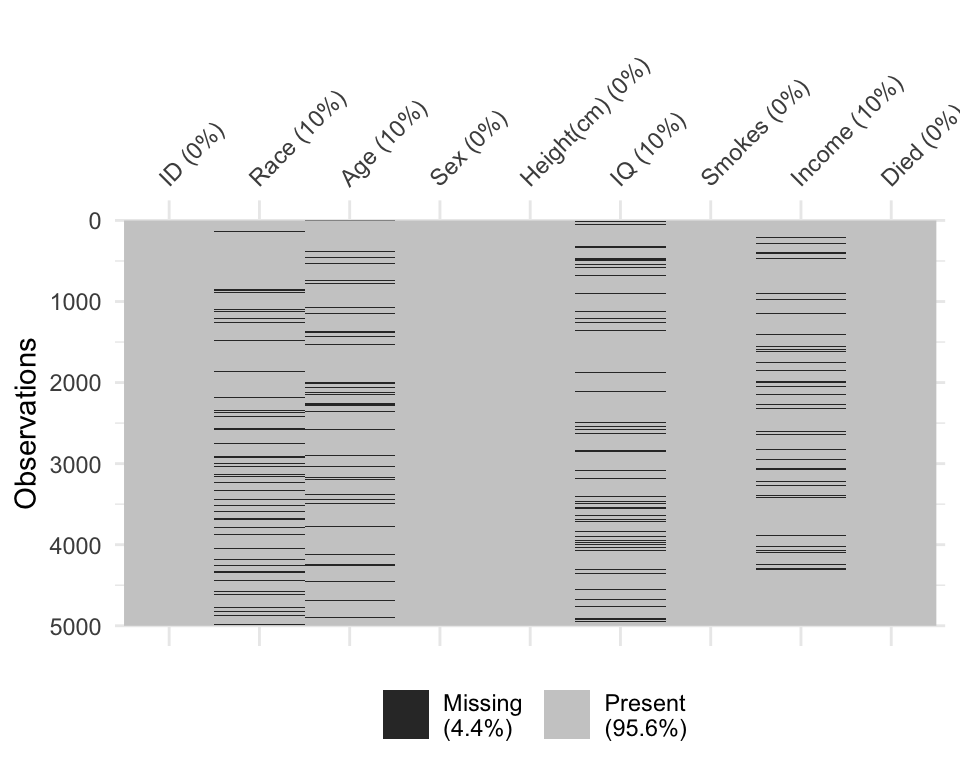 ID (0%)
Race (10%)
Age (10%)
Sex (0%)
Height(cm) (0%)
IQ (10%)
Smokes (0%)
Income (10%)
Died (0%)
0
1000
2000
3000
4000
5000
Observations
Missing
(4.4%)
Present
(95.6%)